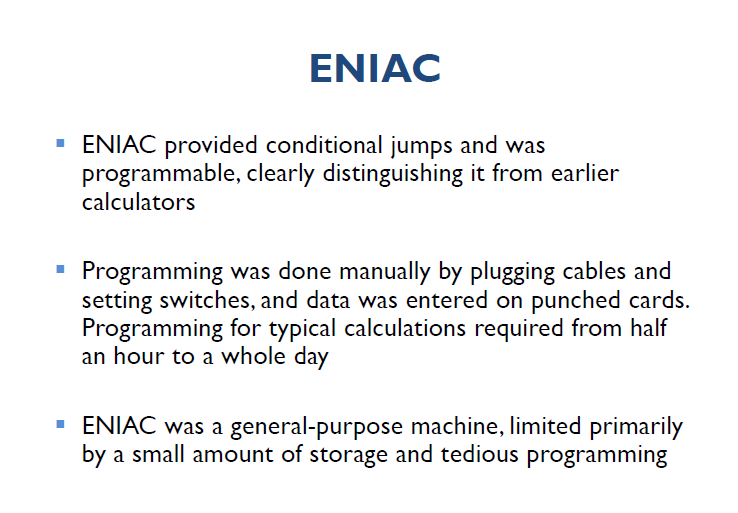 ENIAC
▪ ENIAC provided conditional jumps and was
programmable, clearly distinguishing it from earlier
calculators
▪ Programming was done manually by plugging cables and
setting switches, and data was entered on punched cards.
Programming for typical calculations required from half
an hour to a whole day
▪ ENIAC was a general-purpose machine, limited primarily
by a small amount of storage and tedious programming